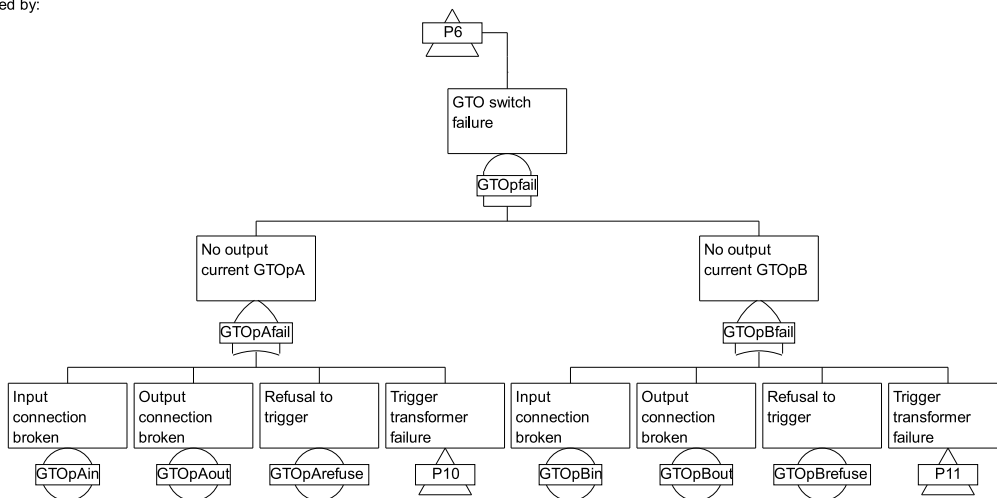 ed by:
P6
GTO switch
failure
GTOpfail
No output
current GTOpA
GTOpAfail
No output
current GTOpB
GTOpBfail
Input
connection
broken
GTOpAin
Output
connection
broken
GTOpAout
Refusal to
trigger
GTOpArefuse
Trigger
transformer
failure
P10
Input
connection
broken
GTOpBin
Output
connection
broken
GTOpBout
Refusal to
trigger
GTOpBrefuse
Trigger
transformer
failure
P11